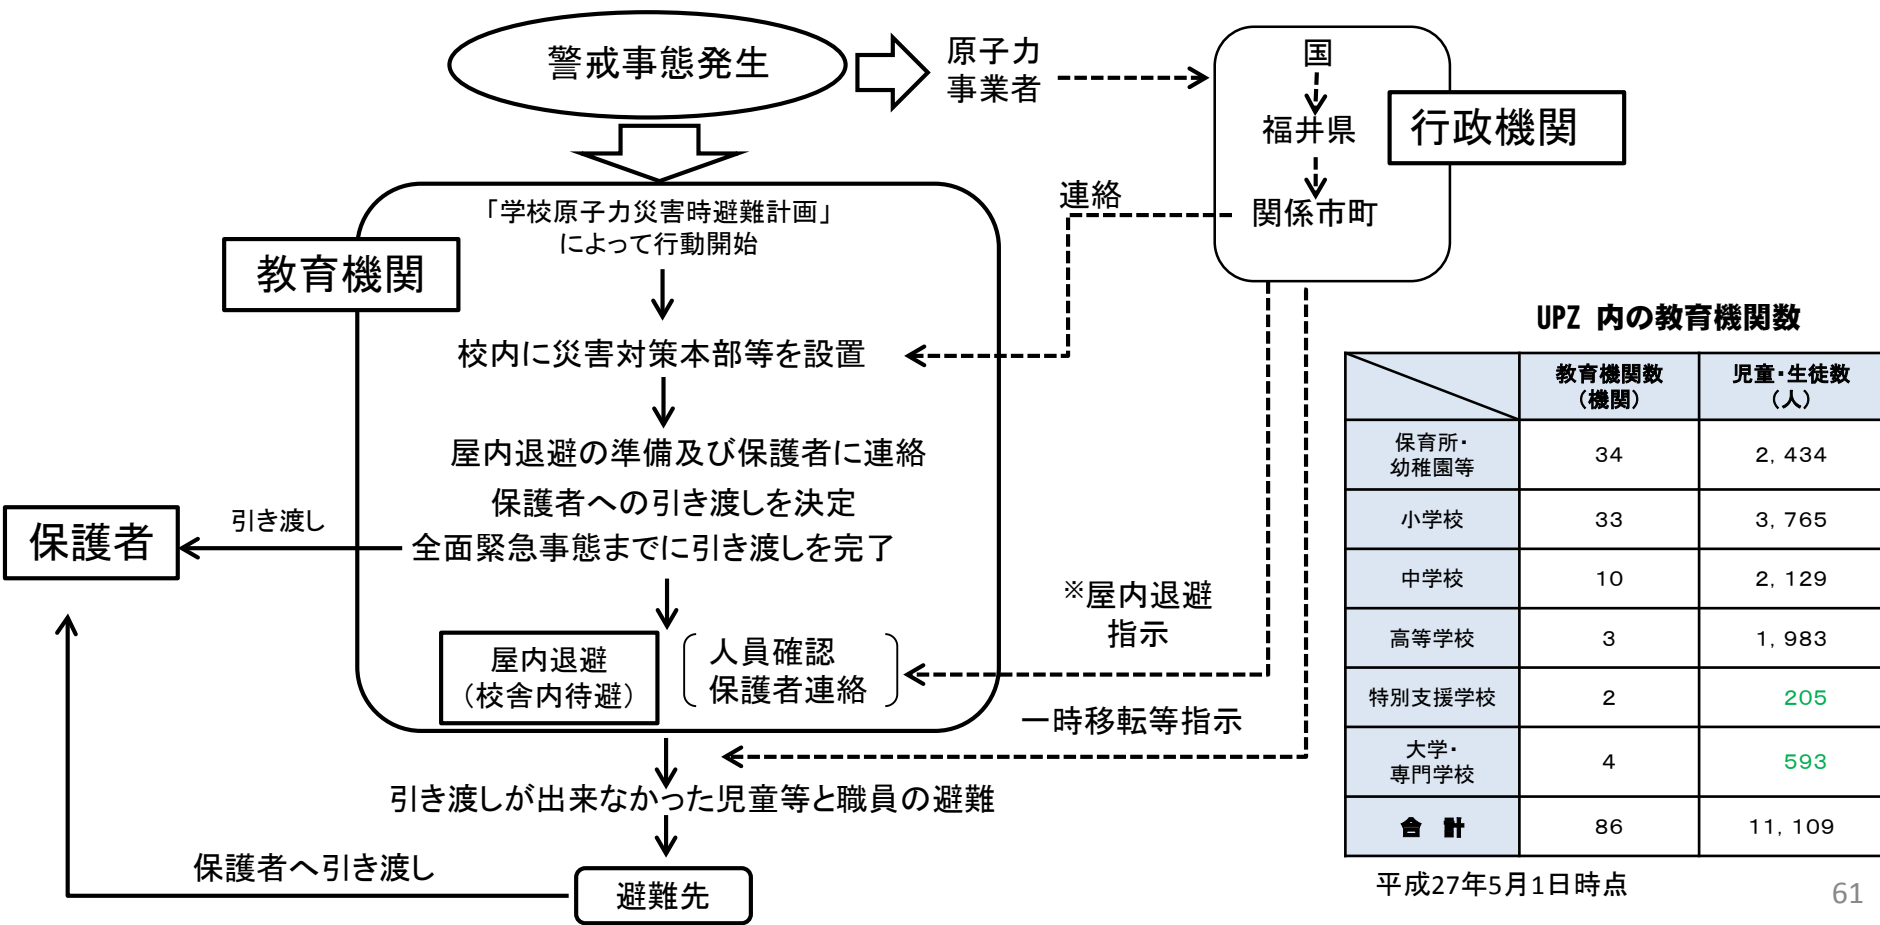 警戒事態発生
原子力
事業者
国
福井県
関係市町
行政機関
連絡
「学校原子力災害時避難計画」
によって行動開始
教育機関
校内に災害対策本部等を設置
屋内退避の準備及び保護者に連絡
保護者への引き渡しを決定
全面緊急事態までに引き渡しを完了
引き渡し
保護者
屋内退避
(校舎内待避)
人員確認
保護者連絡
※屋内退避
指示
一時移転等指示
引き渡しが出来なかった児童等と職員の避難
保護者へ引き渡し
避難先
UPZ 内の教育機関数
教育機関数
(機関)
児童・生徒数
(人)
保育所・
幼稚園等
34
2,434
小学校
33
3,765
中学校
10
2,129
高等学校
3
1,983
特別支援学校
2
205
大学・
専門学校
4
593
合 計
86
11,109
平成27年5月1日時点
61